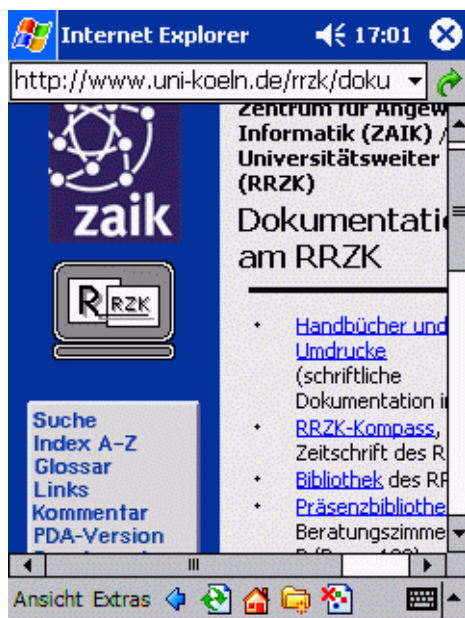 Internet Explorer 17:01
http://www.uni-koeln.de/rrzk/doku
zaik
R RZK
Suche
Index A-Z
Glossar
Links
Kommentar
PDA-Version
Zentrum für Angew
Informatik (ZAIK) /
Universitätsweiter
(RRZK)
Dokumentatio
am RRZK
• Handbücher und
Umdrucke
(schriftliche
Dokumentation i
• RRZK-Kompass,
Zeitschrift des R
• Bibliothek des RR
• Präsenzbibliothe
Beratungszimme
Ansicht Extras